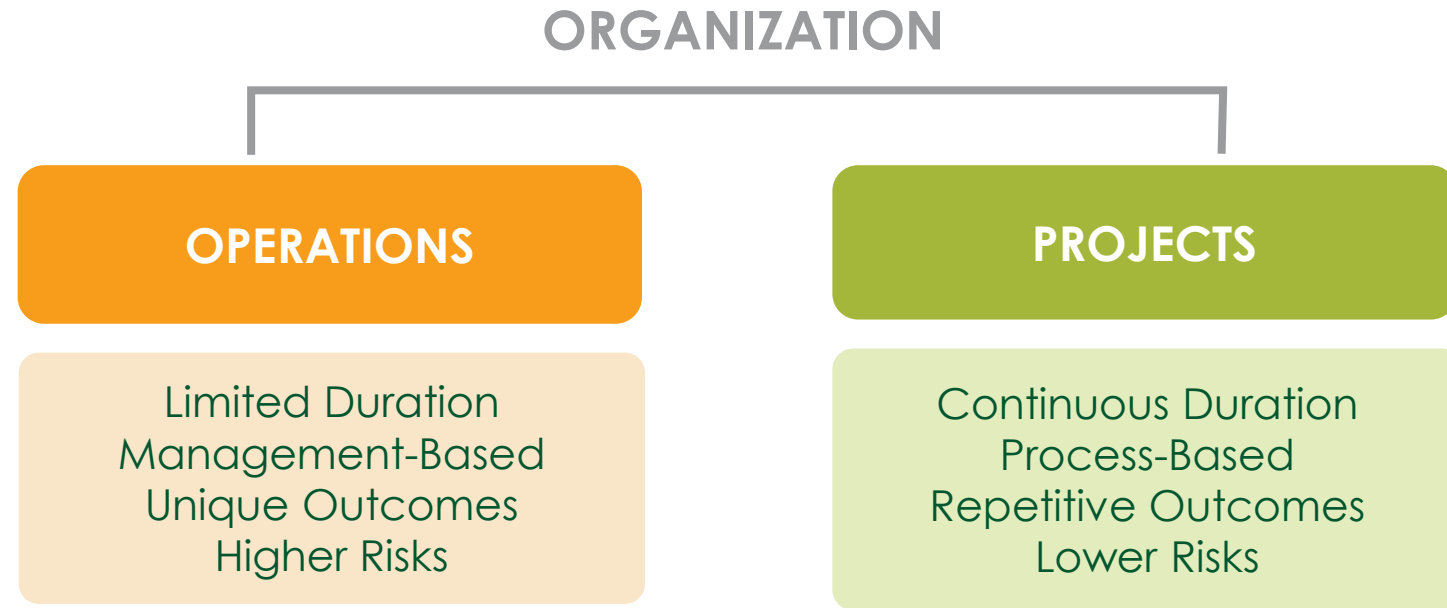 ORGANIZATION
OPERATIONS
Limited Duration
Management-Based
Unique Outcomes
Higher Risks
PROJECTS
Continuous Duration
Process-Based
Repetitive Outcomes
Lower Risks